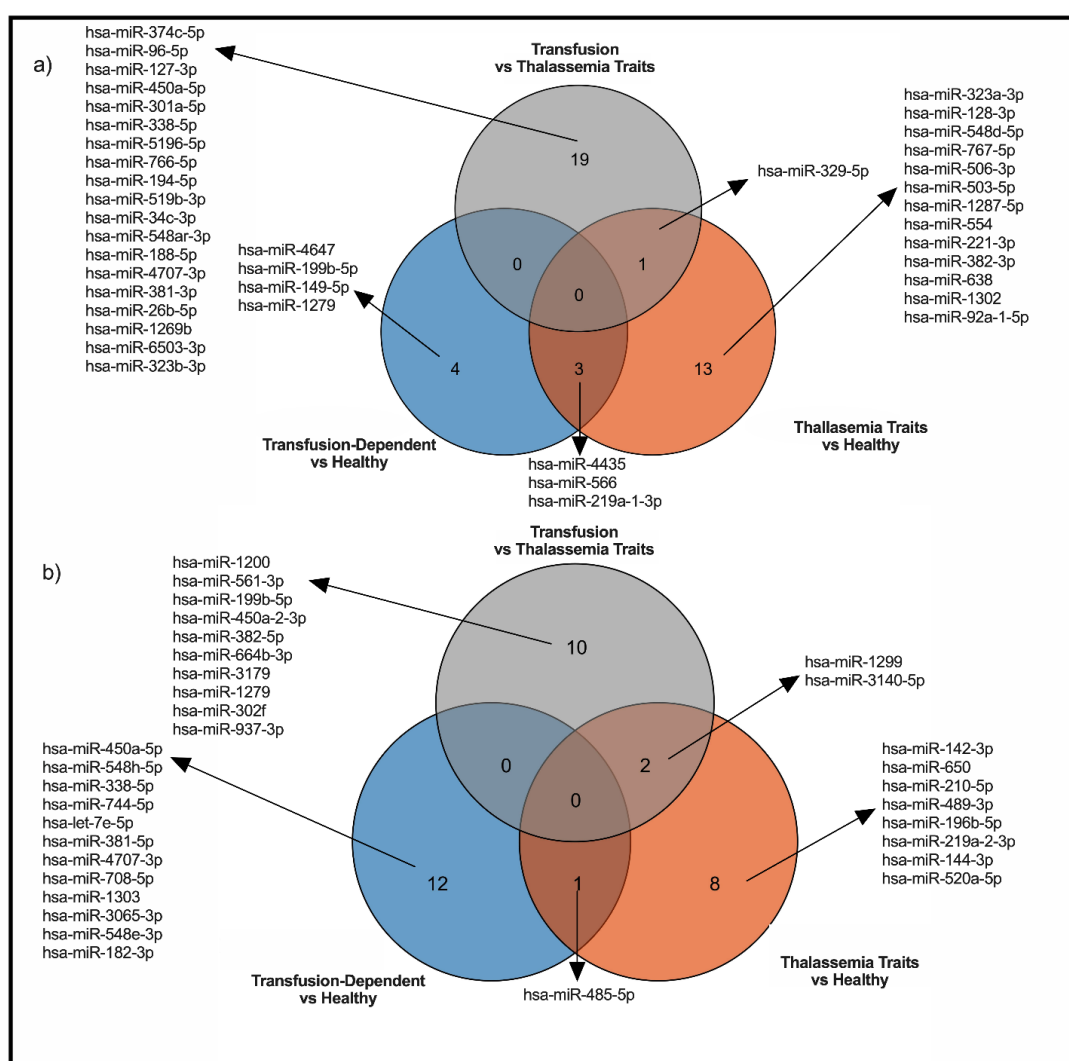 a)
hsa-miR-374c-5p
hsa-miR-96-5p
hsa-miR-127-3p
hsa-miR-450a-5p
hsa-miR-301a-5p
hsa-miR-338-5p
hsa-miR-5196-5p
hsa-miR-766-5p
hsa-miR-194-5p
hsa-miR-519b-3p
hsa-miR-34c-3p
hsa-miR-548ar-3p
hsa-miR-188-5p
hsa-miR-4707-3p
hsa-miR-381-3p
hsa-miR-26b-5p
hsa-miR-1269b
hsa-miR-6503-3p
hsa-miR-323b-3p
Transfusion
vs Thalassemia Traits
19
hsa-miR-329-5p
hsa-miR-323a-3p
hsa-miR-128-3p
hsa-miR-548d-5p
hsa-miR-767-5p
hsa-miR-506-3p
hsa-miR-503-5p
hsa-miR-1287-5p
hsa-miR-554
hsa-miR-221-3p
hsa-miR-382-3p
hsa-miR-638
hsa-miR-1302
hsa-miR-92a-1-5p
hsa-miR-4647
hsa-miR-199b-5p
hsa-miR-149-5p
hsa-miR-1279
0
1
0
4
3
13
Transfusion-Dependent
vs Healthy
Thallasemia Traits
vs Healthy
hsa-miR-4435
hsa-miR-566
hsa-miR-219a-1-3p
b)
Transfusion
vs Thalassemia Traits
hsa-miR-1200
hsa-miR-561-3p
hsa-miR-199b-5p
hsa-miR-450a-2-3p
hsa-miR-382-5p
hsa-miR-664b-3p
hsa-miR-3179
hsa-miR-1279
hsa-miR-302f
hsa-miR-937-3p
10
hsa-miR-1299
hsa-miR-3140-5p
hsa-miR-450a-5p
hsa-miR-548h-5p
hsa-miR-338-5p
hsa-miR-744-5p
hsa-let-7e-5p
hsa-miR-381-5p
hsa-miR-4707-3p
hsa-miR-708-5p
hsa-miR-1303
hsa-miR-3065-3p
hsa-miR-548e-3p
hsa-miR-182-3p
0
2
0
12
1
8
hsa-miR-142-3p
hsa-miR-650
hsa-miR-210-5p
hsa-miR-489-3p
hsa-miR-196b-5p
hsa-miR-219a-2-3p
hsa-miR-144-3p
hsa-miR-520a-5p
Transfusion-Dependent
vs Healthy
hsa-miR-485-5p
Thalassemia Traits
vs Healthy